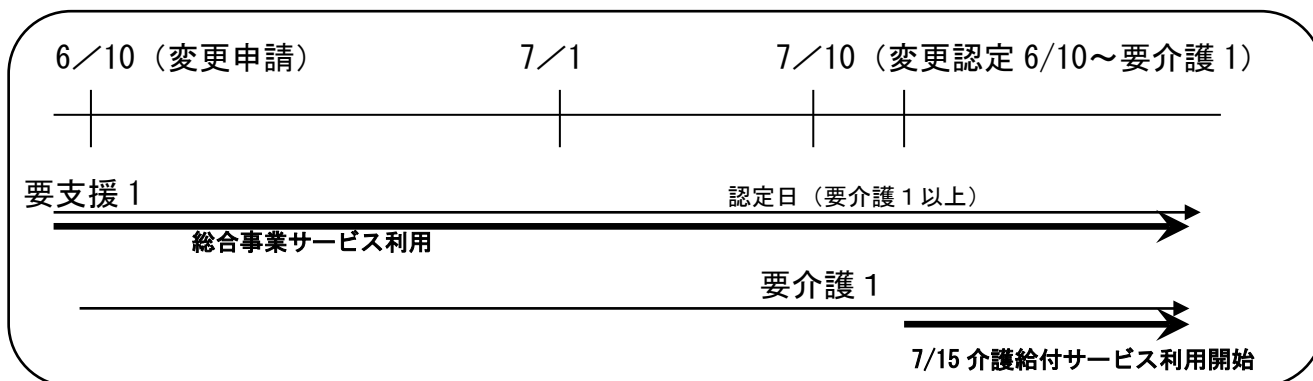 6／10（変更申請）
7／1
7／10（変更認定 6/10～要介護 1）
要支援 1
認定日（要介護１以上）
総合事業サービス利用
要介護１
7/15 介護給付サービス利用開始